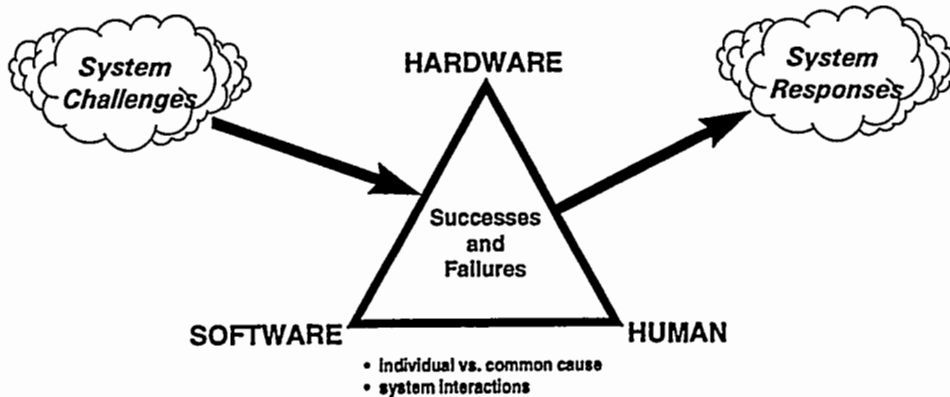 System
Challenges
HARDWARE
System
Responses
Successes
and
Failures
SOFTWARE
HUMAN
• individual vs. common cause
• system interactions